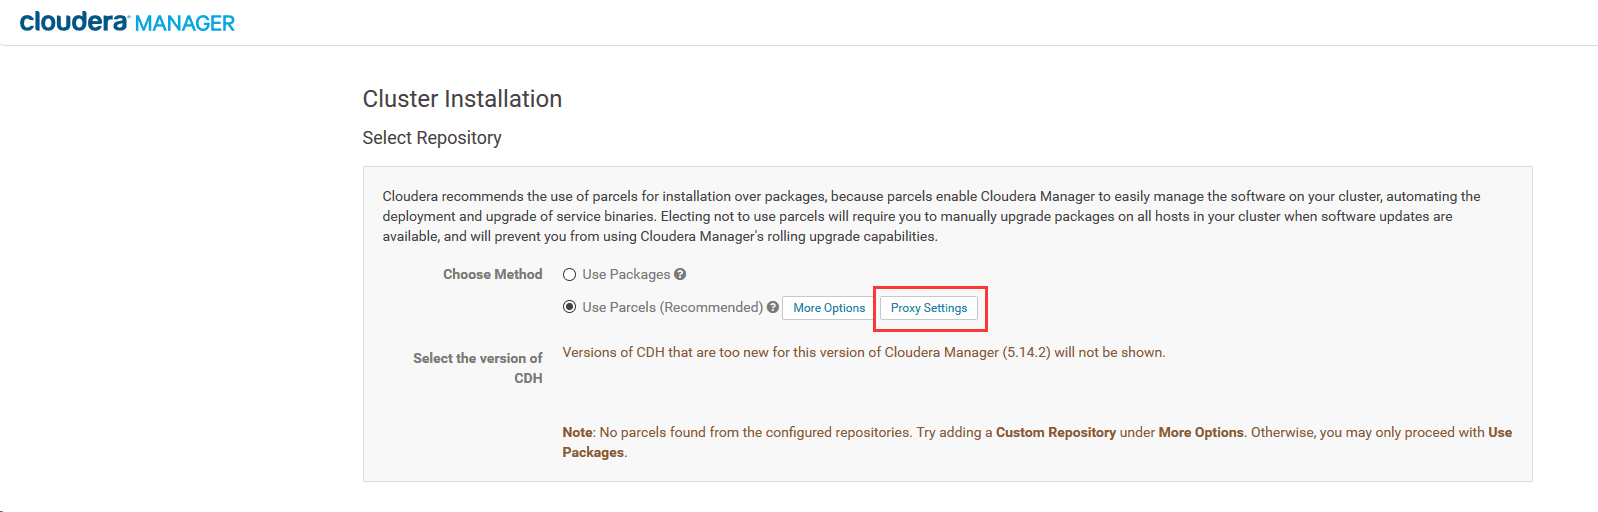 cloudera MANAGER
Cluster Installation
Select Repository
Cloudera recommends the use of parcels for installation over packages, because parcels enable Cloudera Manager to easily manage the software on your cluster, automating the
deployment and upgrade of service binaries. Electing not to use parcels will require you to manually upgrade packages on all hosts in your cluster when software updates are
available, and will prevent you from using Cloudera Manager's rolling upgrade capabilities.
Choose Method Use Packages ?
Use Parcels (Recommended) ? More Options Proxy Settings
Select the version of Versions of CDH that are too new for this version of Cloudera Manager (5.14.2) will not be shown.
CDH
Note: No parcels found from the configured repositories. Try adding a Custom Repository under More Options. Otherwise, you may only proceed with Use
Packages.